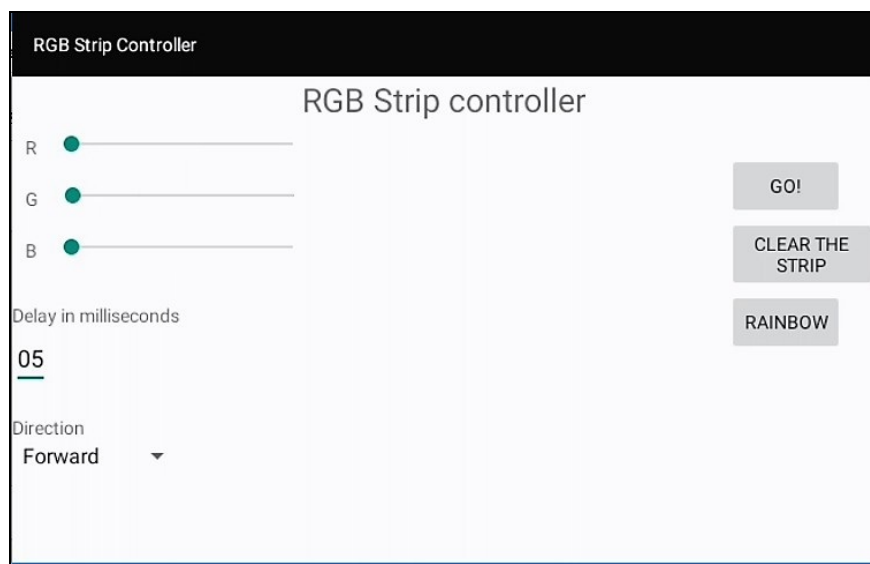 RGB Strip Controller
RGB Strip controller
R
G
B
GO!
CLEAR THE
STRIP
RAINBOW
Delay in milliseconds
05
Direction
Forward